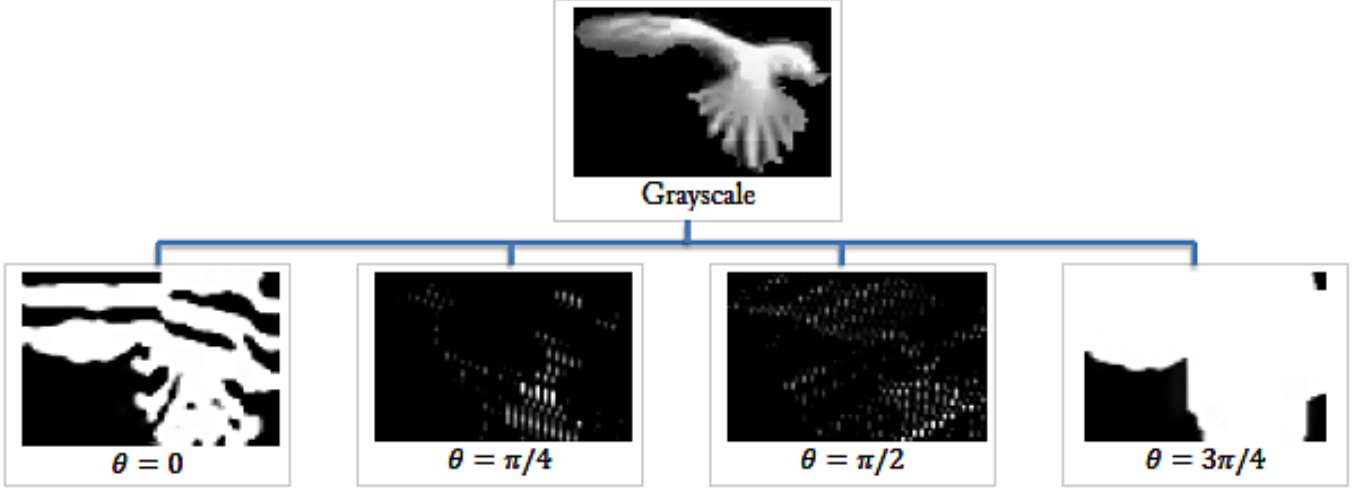 Grayscale
θ = 0
θ = π/4
θ = π/2
θ = 3π/4